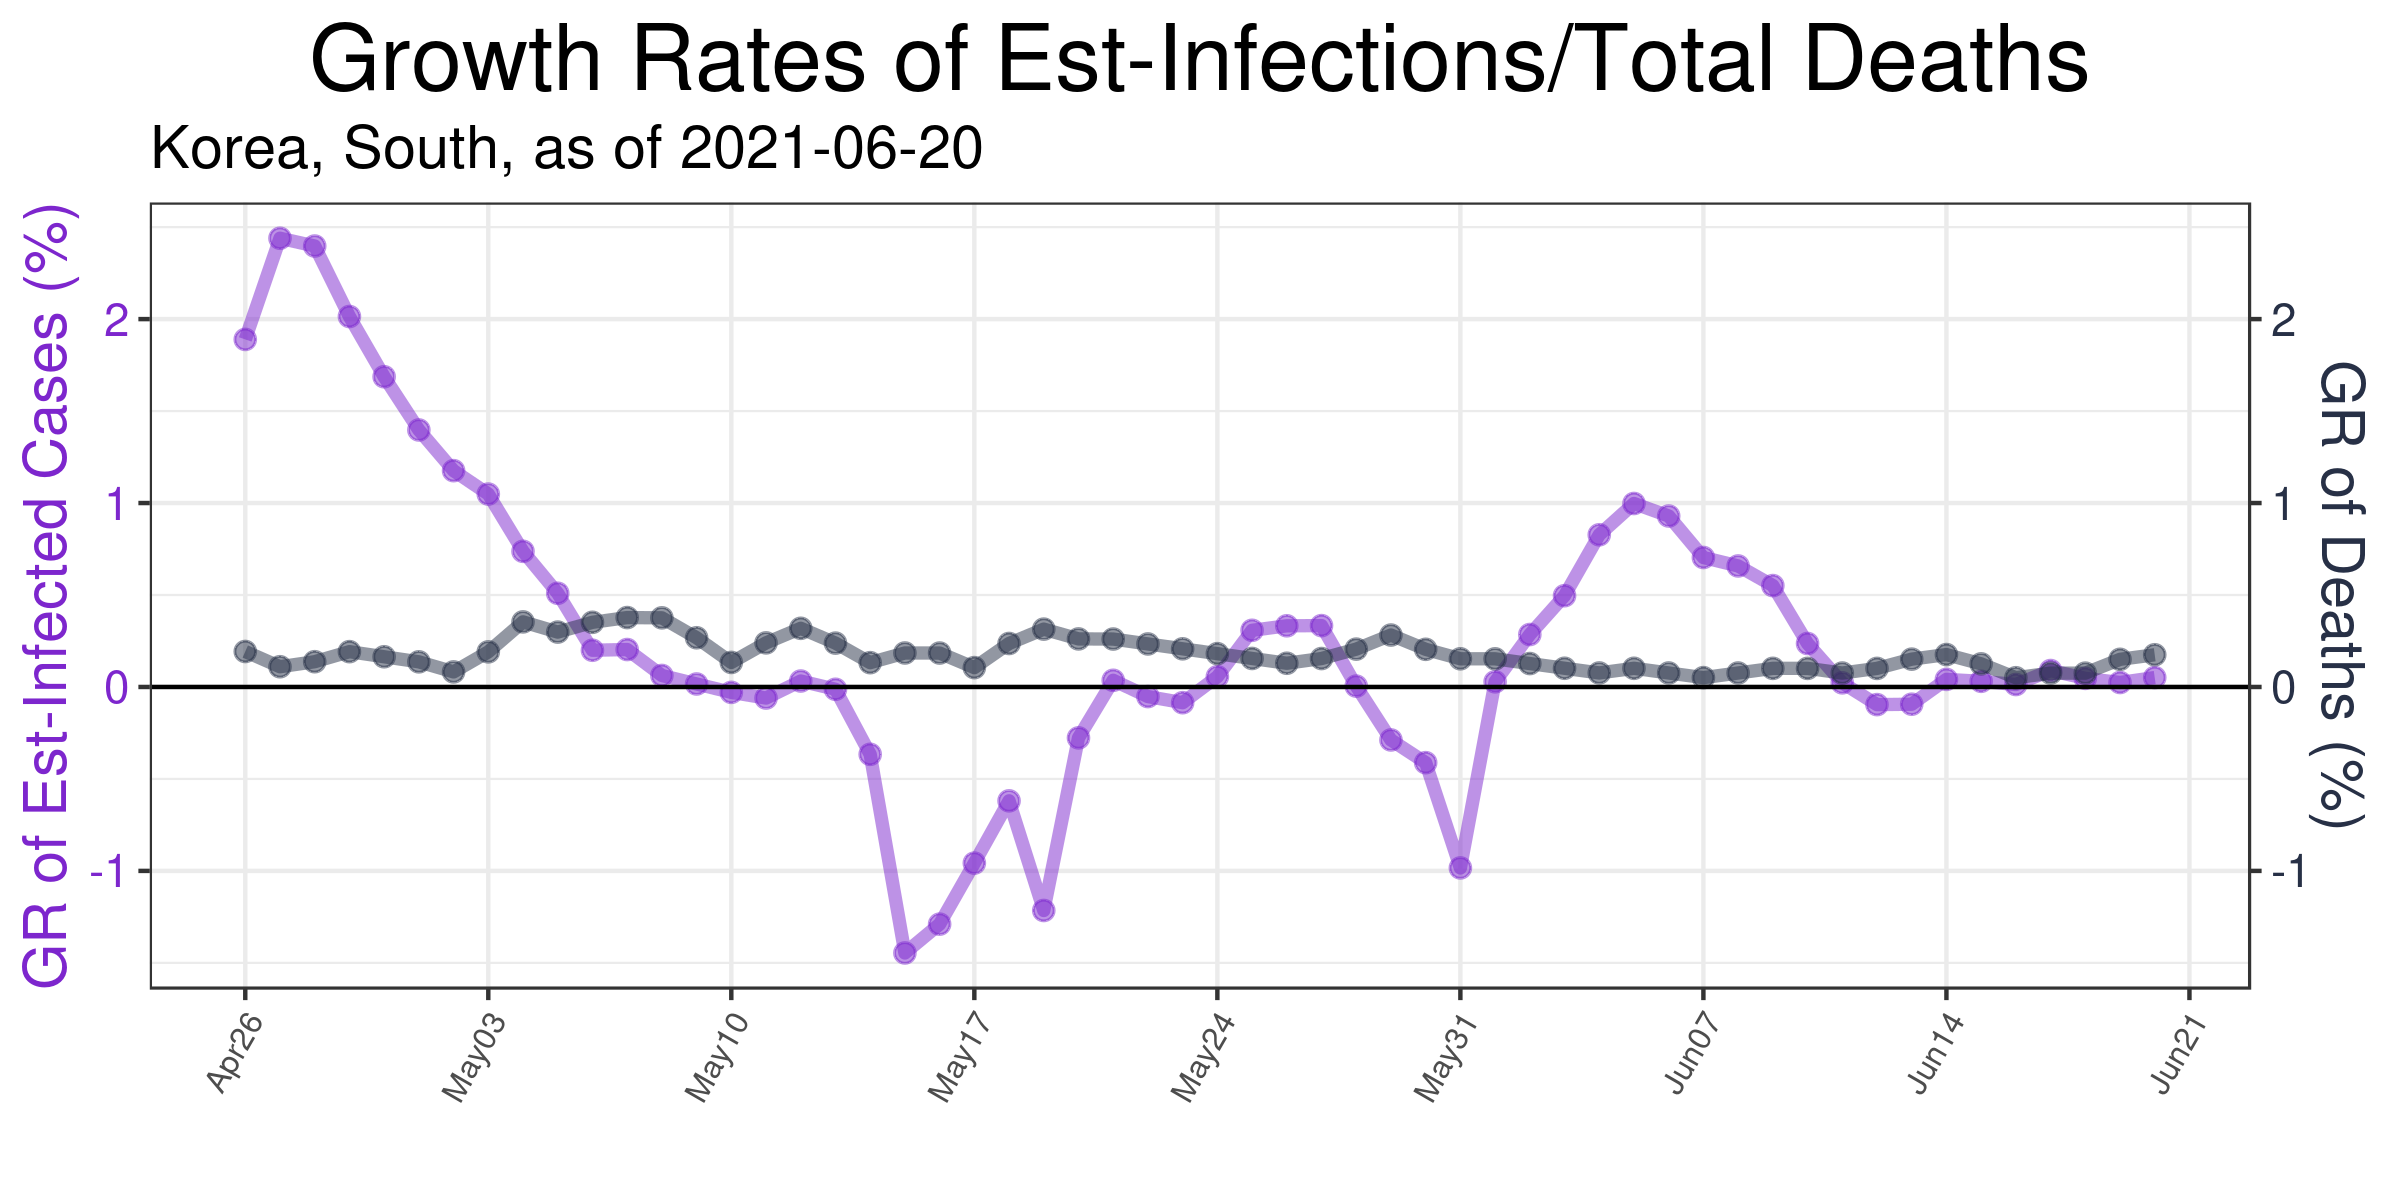 Growth Rates of Est-Infections/Total Deaths
Korea, South, as of 2021-06-20
GR of Est-Infected Cases (%)
2
1
0
-1
2
1
0
-1
GR of Deaths (%)
Apr26
May03
May10
May17
May24
May31
Jun07
Jun14
Jun21